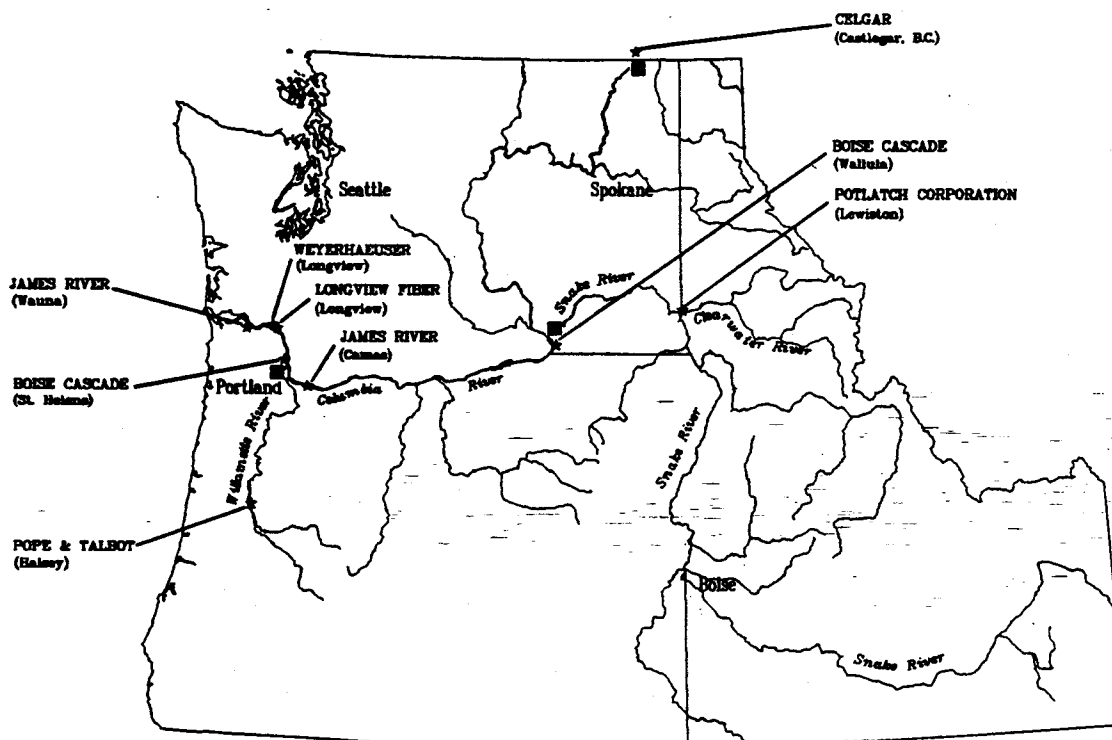 CELGAR
(Castlegar, B.C.)
BOISE CASCADE
(Wallula)
POTLATCH CORPORATION
(Lewiston)
Seattle
Spokane
WEYERHAEUSER
(Longview)
JAMES RIVER
(Wauna)
LONGVIEW FIBER
(Longview)
Snake River
Clearwater River
JAMES RIVER
(Camas)
BOISE CASCADE
(St. Helens)
Portland
Columbia
River
Willamette River
Snake River
POPE & TALBOT
(Halsey)
Boise
Snake River